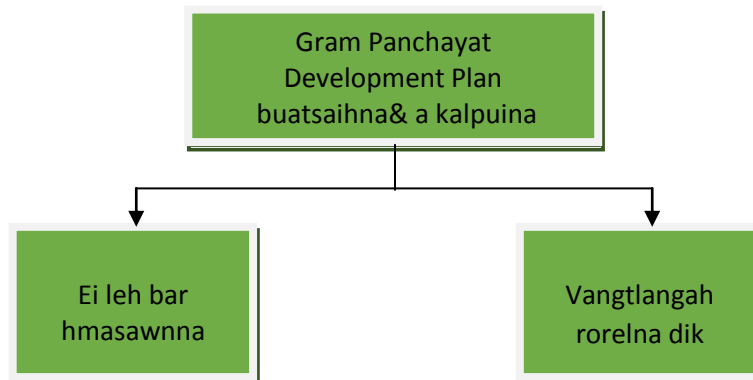 Gram Panchayat
Development Plan
buatsaihna& a kalpuina
Ei leh bar
hmasawnna
Vangtlangah
rorelna dik